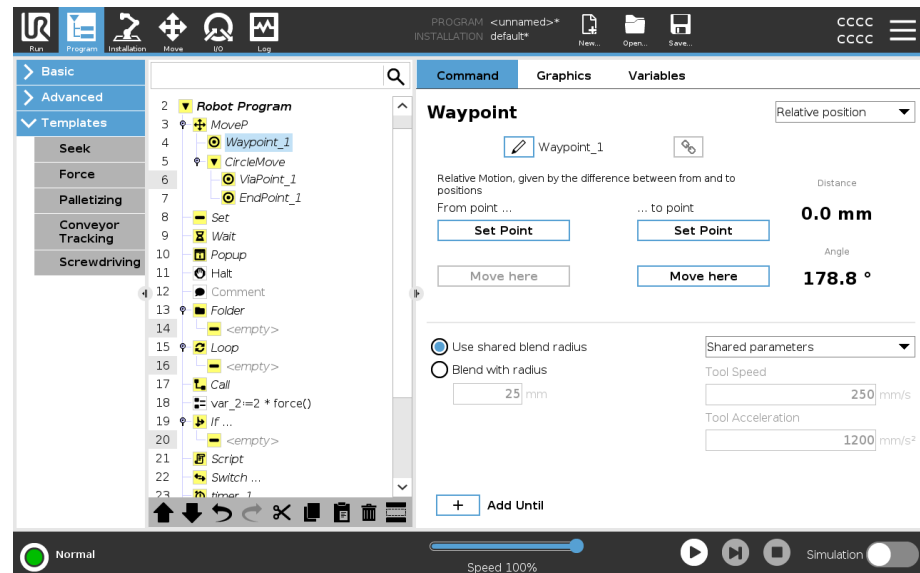 PROGRAM <unnamed>*
INSTALLATION default*
CCCC
CCCC
Run Program Installation Move I/O Log New... Open... Save...
Basic
Advanced
Templates
Seek
Force
Palletizing
Conveyor
Tracking
Screwdriving
2 Robot Program
3 MoveP
4 Waypoint_1
5 CircleMove
6 ViaPoint_1
7 EndPoint_1
8 Set
9 Wait
10 Popup
11 Halt
12 Comment
13 Folder
14 <empty>
15 Loop
16 <empty>
17 Call
18 var_2:=2 * force()
19 If ...
20 <empty>
21 Script
22 Switch ...
23 timer_1
Command Graphics Variables
Waypoint
Relative position
Waypoint_1
Relative Motion, given by the difference between from and to
positions
Distance
From point ... ... to point
0.0 mm
Set Point Set Point
Angle
Move here Move here
178.8 °
Use shared blend radius
Shared parameters
Blend with radius
Tool Speed
25 mm
250 mm/s
Tool Acceleration
1200 mm/s²
+ Add Until
Normal
Speed 100%
Simulation